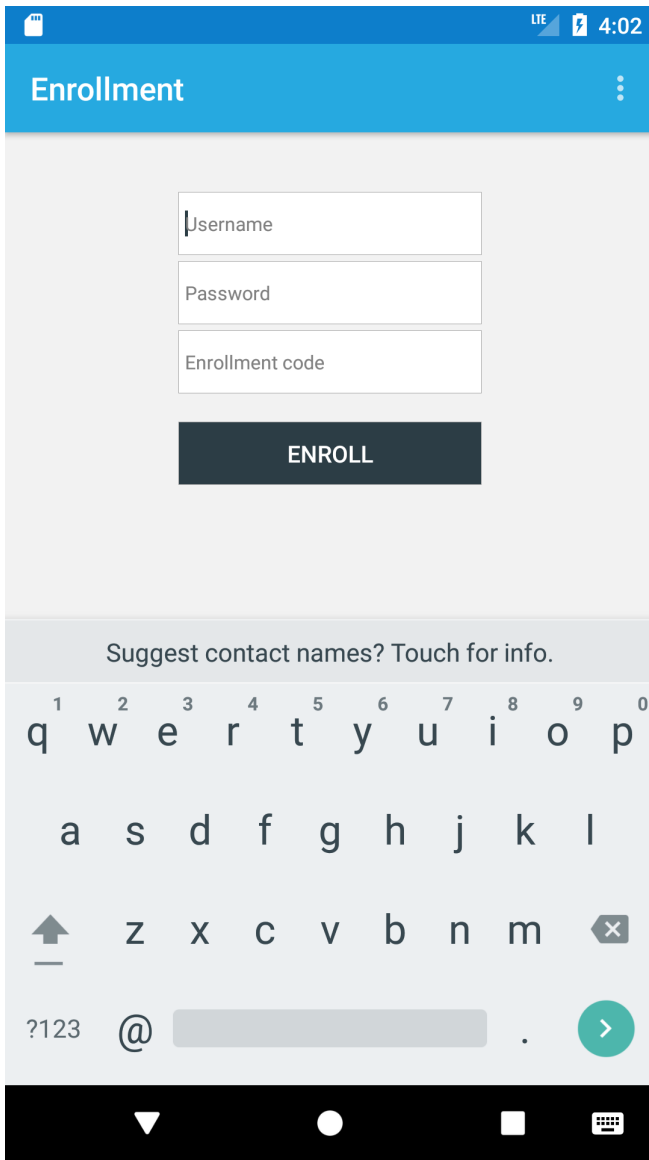 LTE 4:02
Enrollment
Username
Password
Enrollment code
ENROLL
Suggest contact names? Touch for info.
1 2 3 4 5 6 7 8 9 0
q w e r t y u i o p
a s d f g h j k l
z x c v b n m
?123 @ .